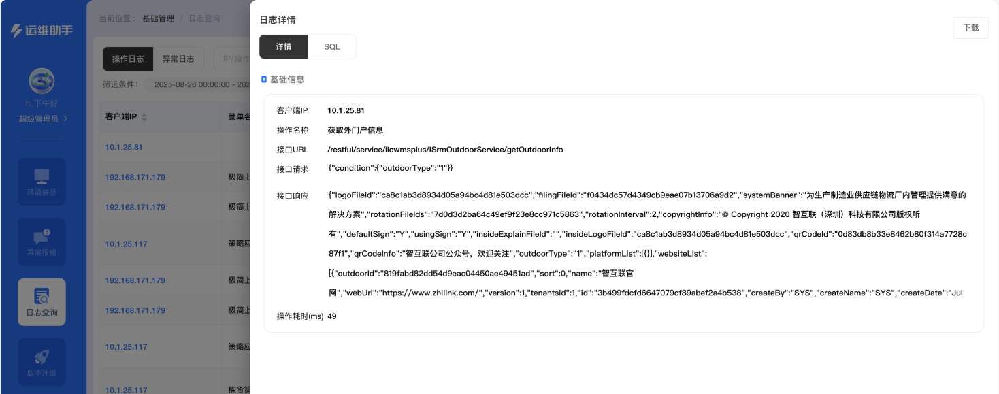 运维助手
hi,下午好
超级管理员
环境信息
异常报错
日志查询
版本升级
当前位置： 基础管理 / 日志查询
操作日志 异常日志 IP/操作
筛选条件： 2025-08-26 00:00:00 - 202
客户端IP 菜单名
10.1.25.81
192.168.171.179 极简上
192.168.171.179 极简上
10.1.25.117 策略应
192.168.171.179 极简上
192.168.171.179 极简上
10.1.25.117 策略应
10.1.25.117 拣货策
日志详情
下载
详情 SQL
基础信息
客户端IP 10.1.25.81
操作名称 获取外门户信息
接口URL /restful/service/ilcwmsplus/ISrmOutdoorService/getOutdoorInfo
接口请求 {"condition":{"outdoorType":"1"}}
接口响应 {"logoFileId":"ca8c1ab3d8934d05a94bc4d81e503dcc","filingFileId":"f0434dc57d4349cb9eae07b13706a9d2","systemBanner":"为生产制造业供应链物流厂内管理提供满意的
解决方案","rotationFileIds":"7d0d3d2ba64c49ef9f23e8cc971c5863","rotationInterval":2,"copyrightInfo":"© Copyright 2020 智互联（深圳）科技有限公司版权所
有","defaultSign":"Y","usingSign":"Y","insideExplainFileId":"","insideLogoFileId":"ca8c1ab3d8934d05a94bc4d81e503dcc","qrCodeId":"0d83db8b33e8462b80f314a7728c
87f1","qrCodeInfo":"智互联公司公众号，欢迎关注","outdoorType":"1","platformList":[{}],"websiteList":
[{"outdoorId":"819fabd82dd54d9eac04450ae49451ad","sort":0,"name":"智互联官
网","webUrl":"https://www.zhilink.com/","version":1,"tenantsid":1,"id":"3b499fdcfd6647079cf89abef2a4b538","createBy":"SYS","createName":"SYS","createDate":"Jul
操作耗时(ms) 49